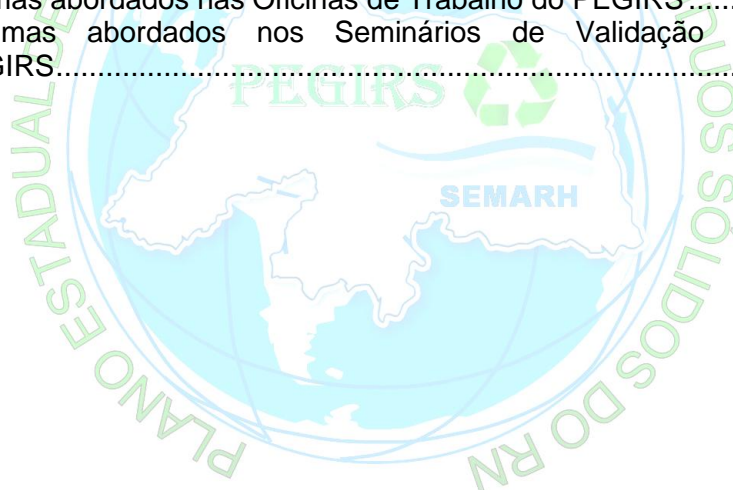 mas abordados nas Oficinas de Trabalho do PEGIRS......
mas abordados nos Seminários de Validação
GIRS....................................................................................
PEGIRS
SEMARH
PLANO ESTADUAL DE
DUOS SÓLIDOS DO RN